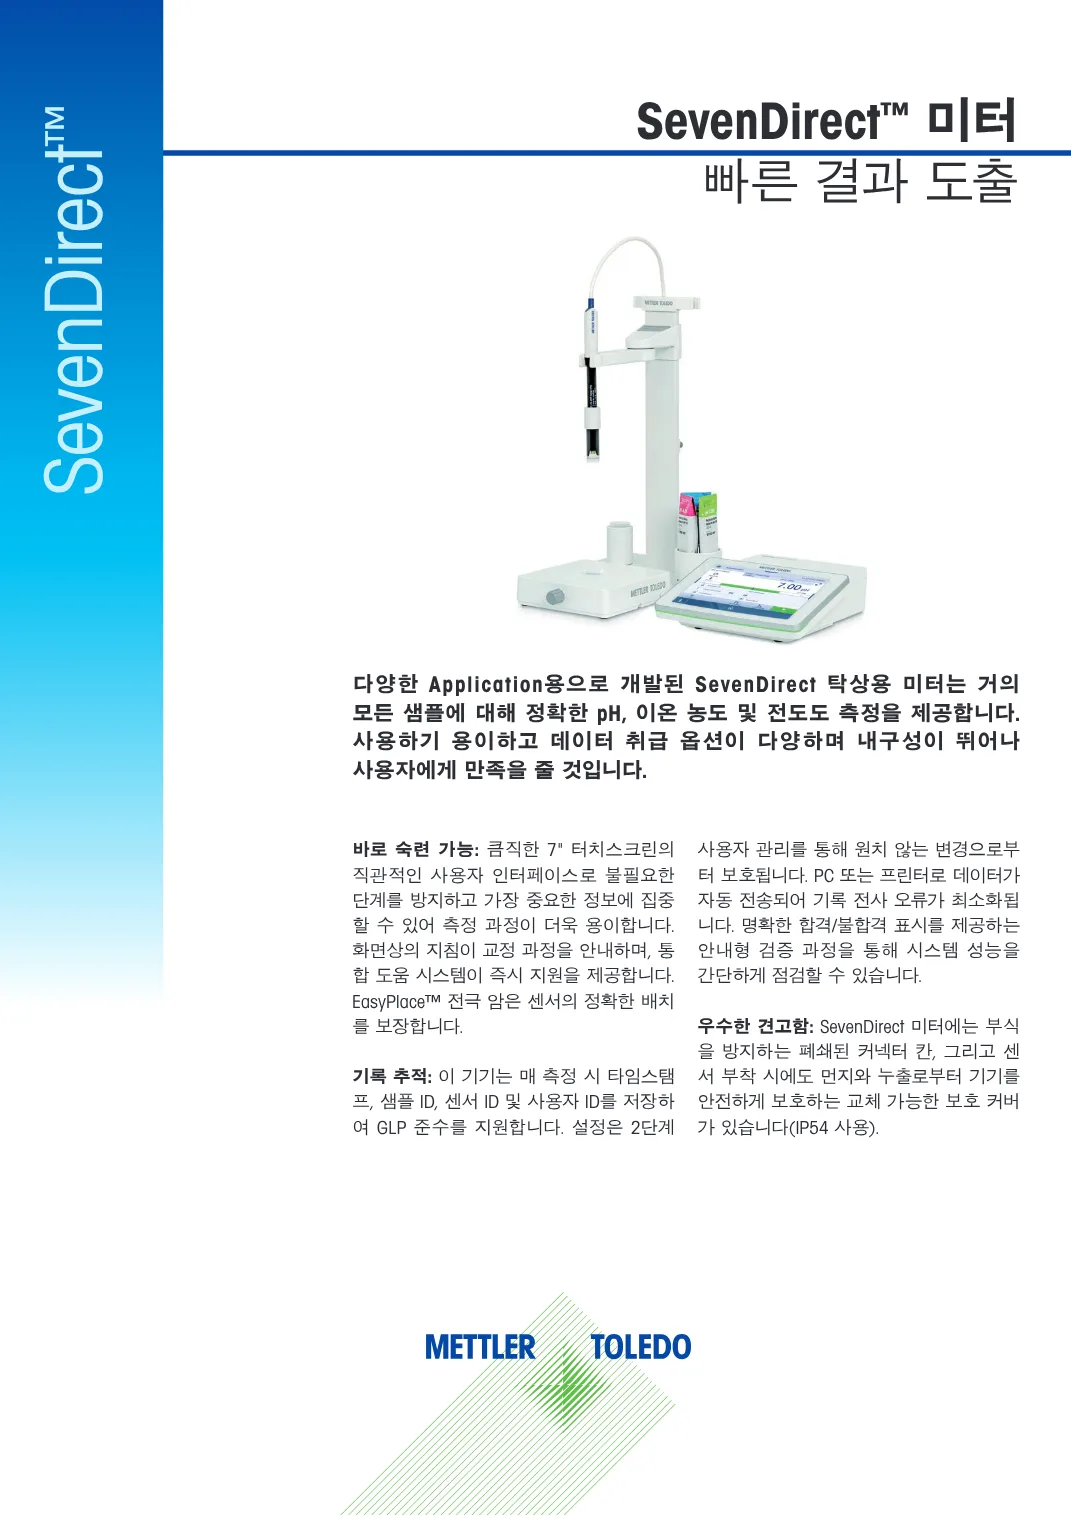 SevenDirect™
SevenDirect™ 미터
빠른 결과 도출
METTLER TOLEDO
METTLER TOLEDO
METTLER TOLEDO
7.00 pH
다양한 Application용으로 개발된 SevenDirect 탁상용 미터는 거의
모든 샘플에 대해 정확한 pH, 이온 농도 및 전도도 측정을 제공합니다.
사용하기 용이하고 데이터 취급 옵션이 다양하며 내구성이 뛰어나
사용자에게 만족을 줄 것입니다.
바로 숙련 가능: 큼직한 7" 터치스크린의
직관적인 사용자 인터페이스로 불필요한
단계를 방지하고 가장 중요한 정보에 집중
할 수 있어 측정 과정이 더욱 용이합니다.
화면상의 지침이 교정 과정을 안내하며, 통
합 도움 시스템이 즉시 지원을 제공합니다.
EasyPlace™ 전극 암은 센서의 정확한 배치
를 보장합니다.
기록 추적: 이 기기는 매 측정 시 타임스탬
프, 샘플 ID, 센서 ID 및 사용자 ID를 저장하
여 GLP 준수를 지원합니다. 설정은 2단계
사용자 관리를 통해 원치 않는 변경으로부
터 보호됩니다. PC 또는 프린터로 데이터가
자동 전송되어 기록 전사 오류가 최소화됩
니다. 명확한 합격/불합격 표시를 제공하는
안내형 검증 과정을 통해 시스템 성능을
간단하게 점검할 수 있습니다.
우수한 견고함: SevenDirect 미터에는 부식
을 방지하는 폐쇄된 커넥터 칸, 그리고 센
서 부착 시에도 먼지와 누출로부터 기기를
안전하게 보호하는 교체 가능한 보호 커버
가 있습니다(IP54 사용).
METTLER TOLEDO